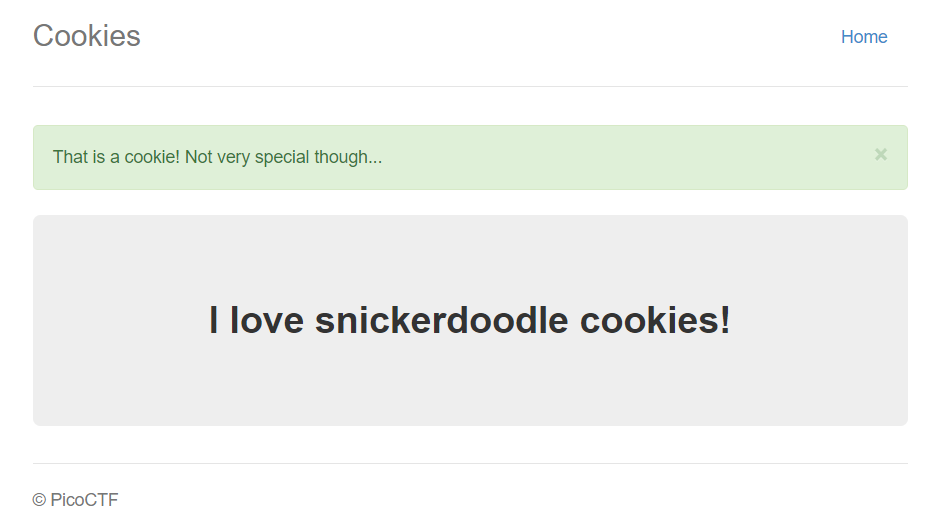 Cookies
Home
That is a cookie! Not very special though...
×
I love snickerdoodle cookies!
© PicoCTF